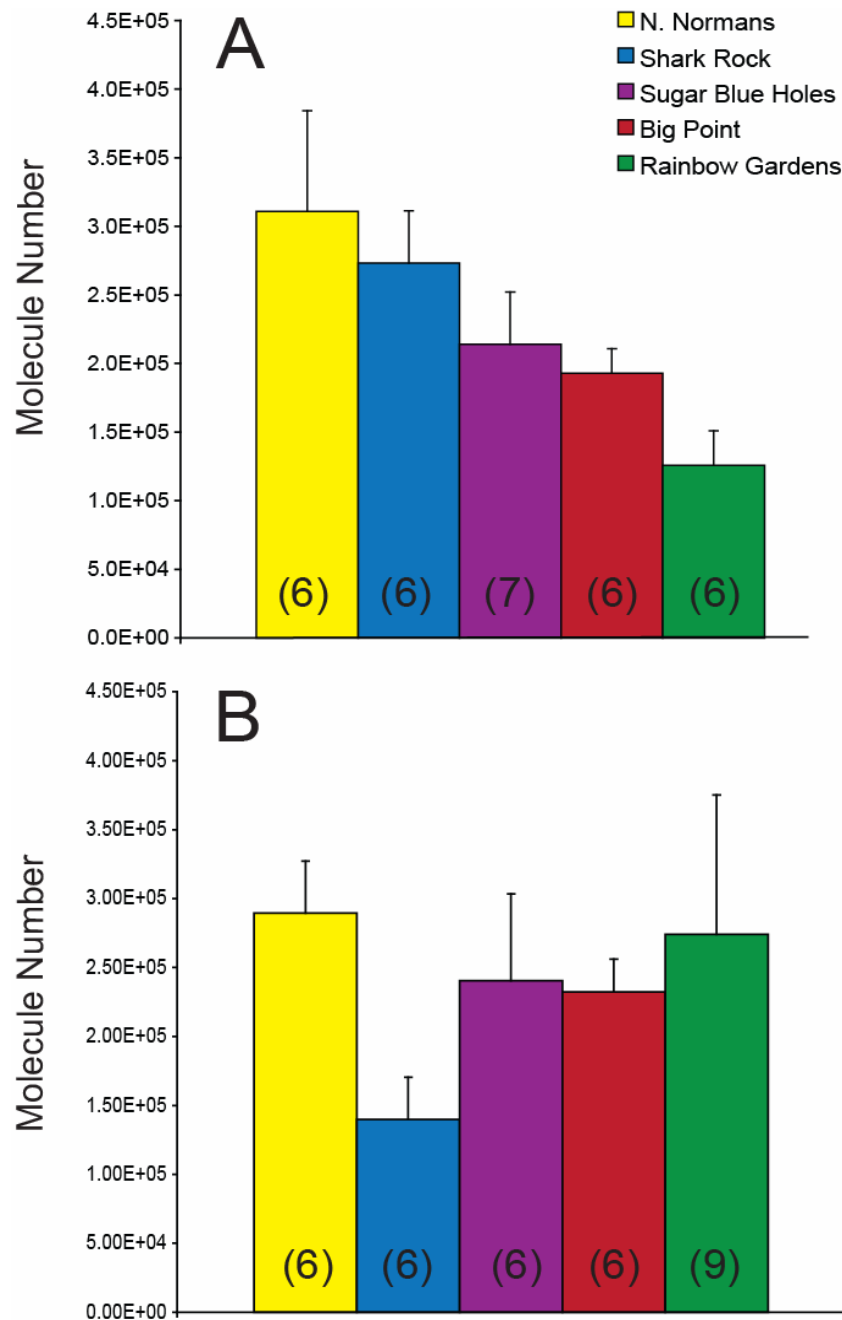 A
N. Normans
Shark Rock
Sugar Blue Holes
Big Point
Rainbow Gardens
Molecule Number
4.5E+05
4.0E+05
3.5E+05
3.0E+05
2.5E+05
2.0E+05
1.5E+05
1.0E+05
5.0E+04
0.0E+00
(6) (6) (7) (6) (6)
B
Molecule Number
4.50E+05
4.00E+05
3.50E+05
3.00E+05
2.50E+05
2.00E+05
1.50E+05
1.00E+05
5.00E+04
0.00E+00
(6) (6) (6) (6) (9)